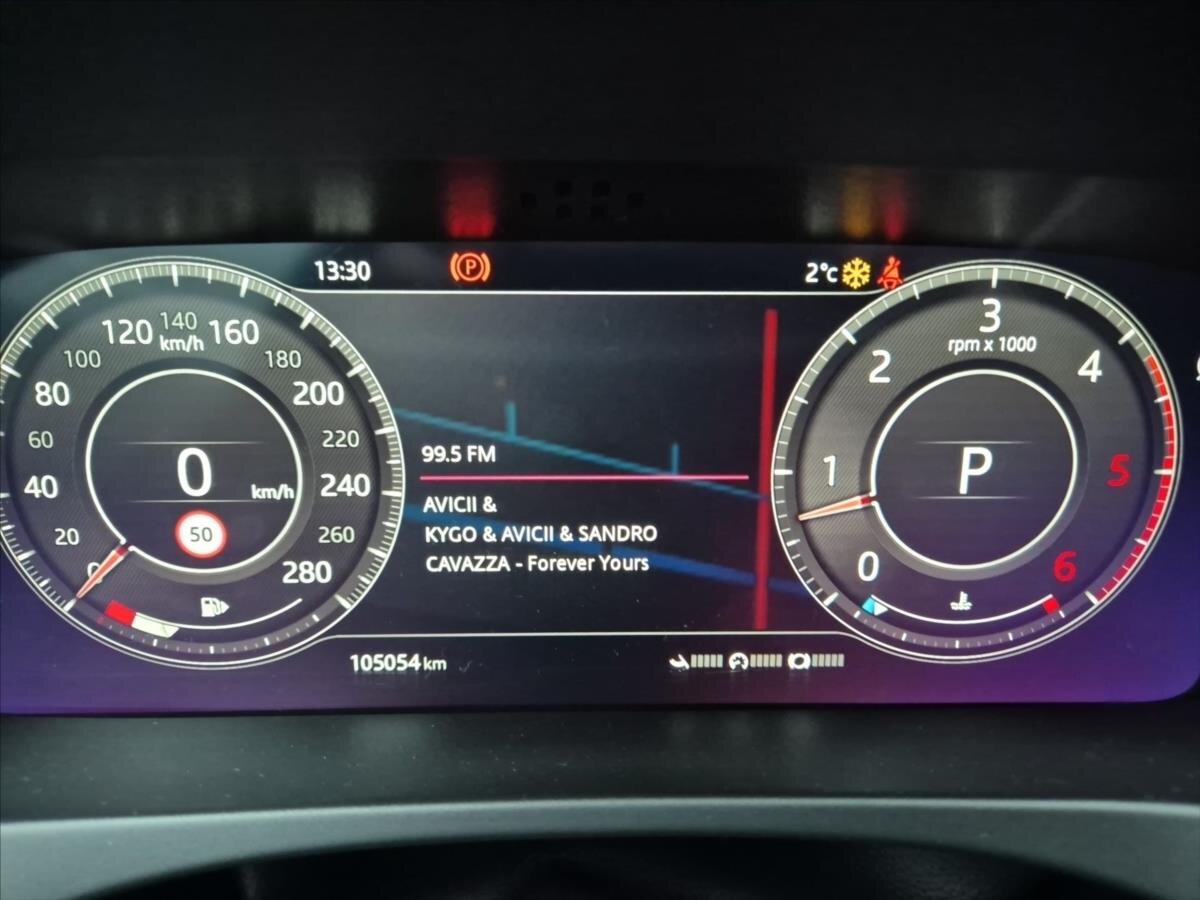 13:30
2°C
120 140 160
km/h
100
180
80
200
60
220
40
0
km/h
240
20
50
260
0
280
99.5 FM
AVICII &
KYGO & AVICII & SANDRO
CAVAZZA - Forever Yours
3
rpm x 1000
2
4
1
P
5
0
6
105054 km